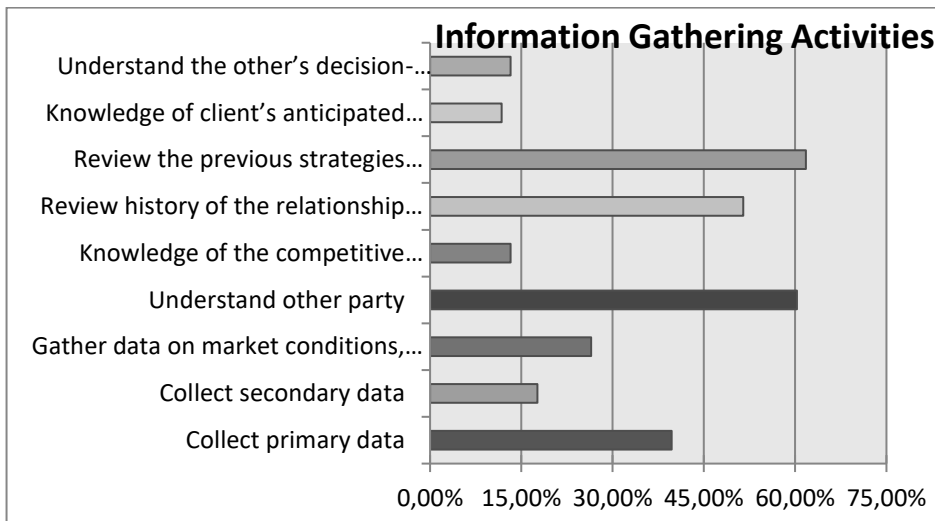 Information Gathering Activities
Understand the other’s decision-…
Knowledge of client’s anticipated…
Review the previous strategies…
Review history of the relationship…
Knowledge of the competitive…
Understand other party
Gather data on market conditions,…
Collect secondary data
Collect primary data
0,00% 15,00% 30,00% 45,00% 60,00% 75,00%